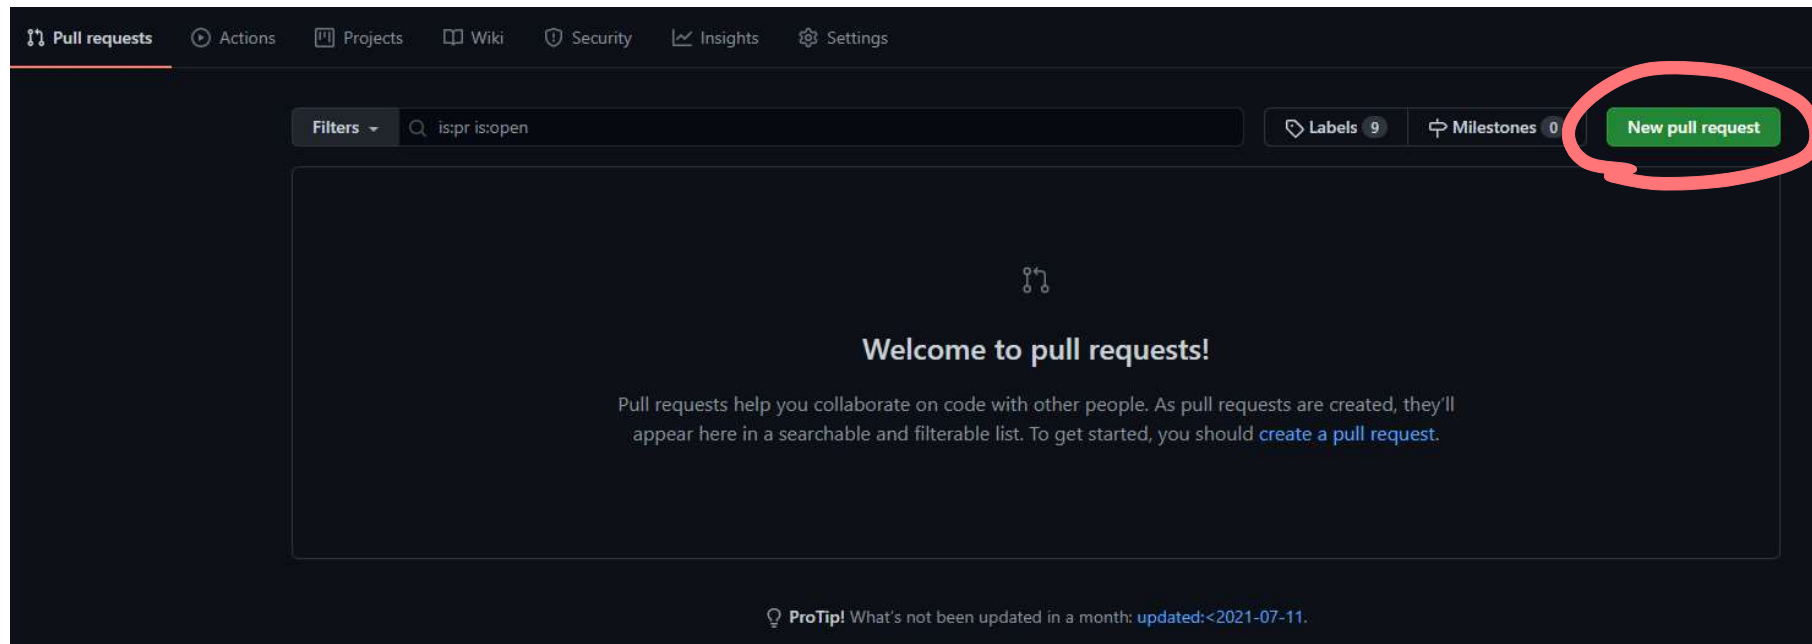 Pull requests Actions Projects Wiki Security Insights Settings
Filters is:pr is:open Labels 9 Milestones 0 New pull request
Welcome to pull requests!
Pull requests help you collaborate on code with other people. As pull requests are created, they'll
appear here in a searchable and filterable list. To get started, you should create a pull request.
ProTip! What's not been updated in a month: updated:<2021-07-11.